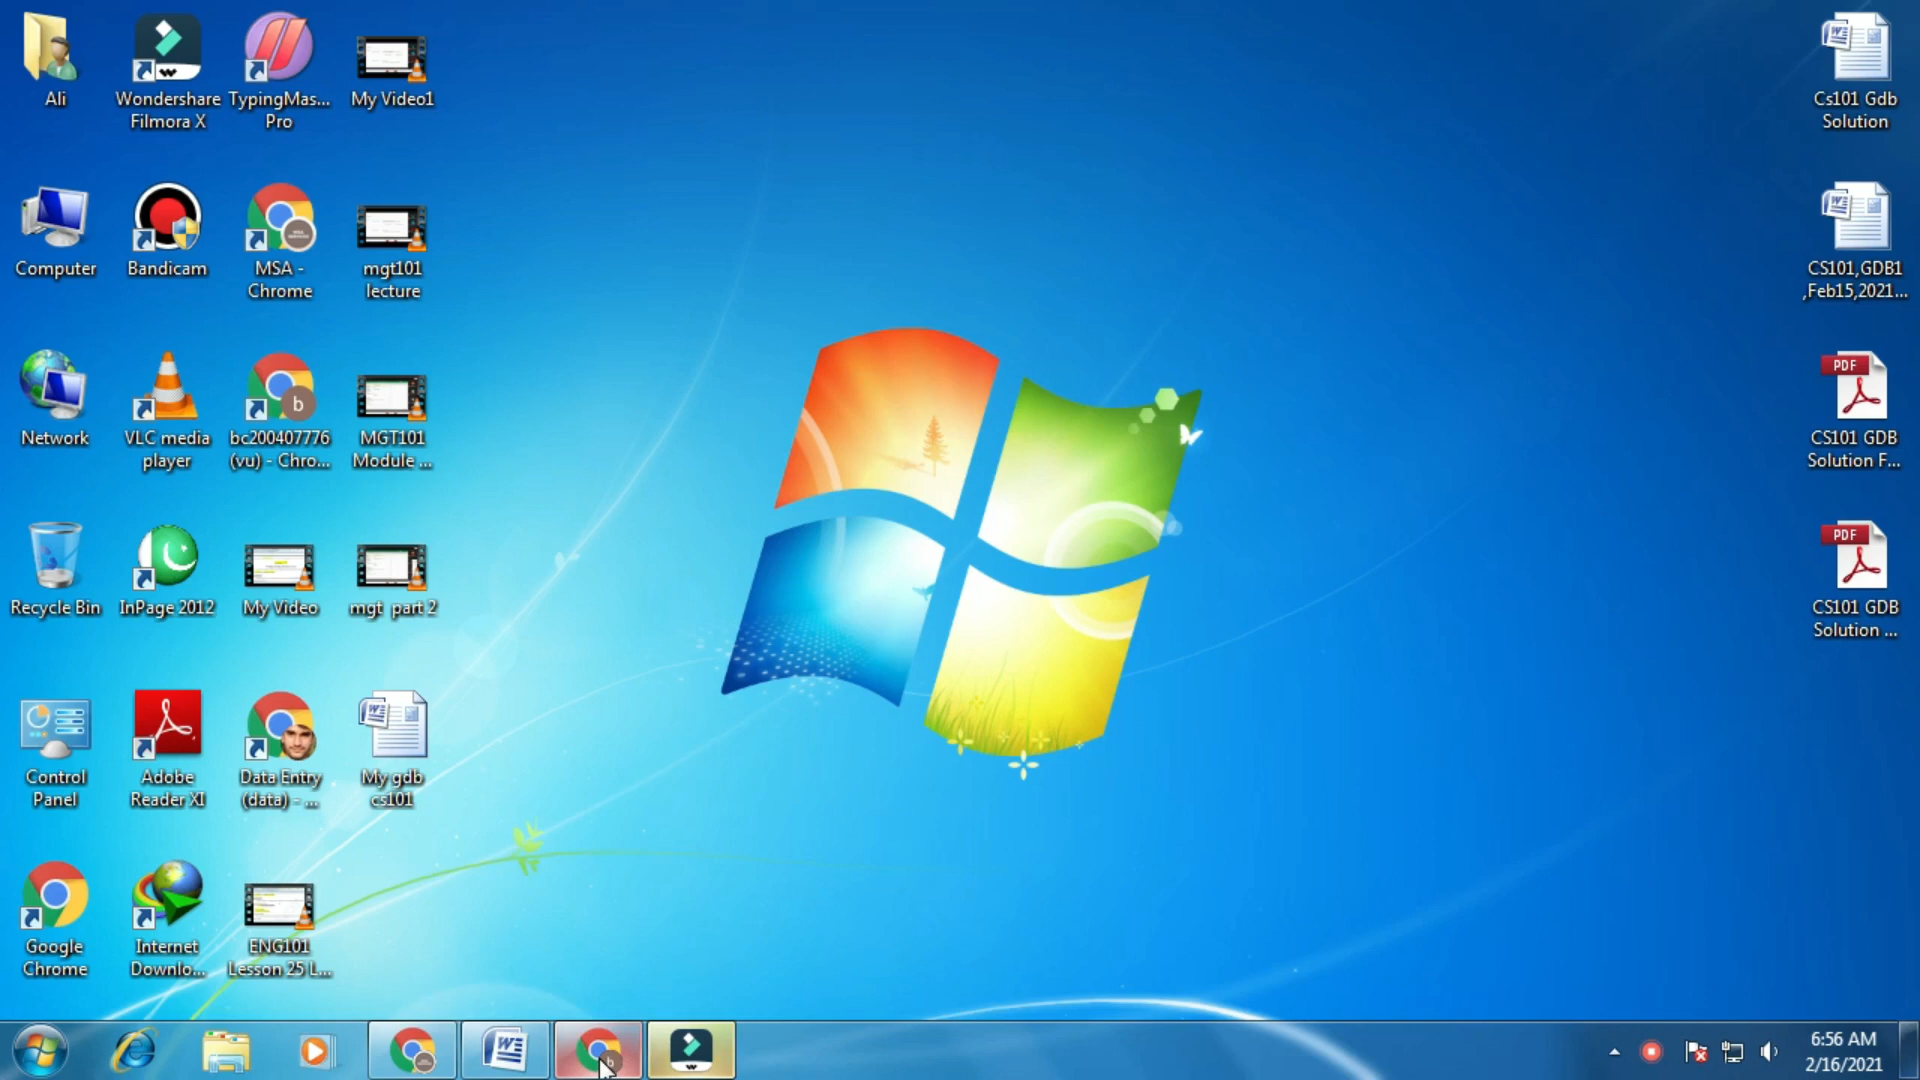 Ali
Wondershare
Filmora X
TypingMas...
Pro
My Video1
Cs101 Gdb
Solution
Computer
Bandicam
MSA -
Chrome
mgt101
lecture
CS101,GDB1
,Feb15,2021...
Network
VLC media
player
b
bc200407776
(vu) - Chro...
MGT101
Module ...
PDF
CS101 GDB
Solution F...
Recycle Bin
InPage 2012
My Video
mgt part 2
PDF
CS101 GDB
Solution ...
Control
Panel
Adobe
Reader XI
Data Entry
(data) - ...
My gdb
cs101
Google
Chrome
Internet
Downlo...
ENG101
Lesson 25 L...
6:56 AM
2/16/2021